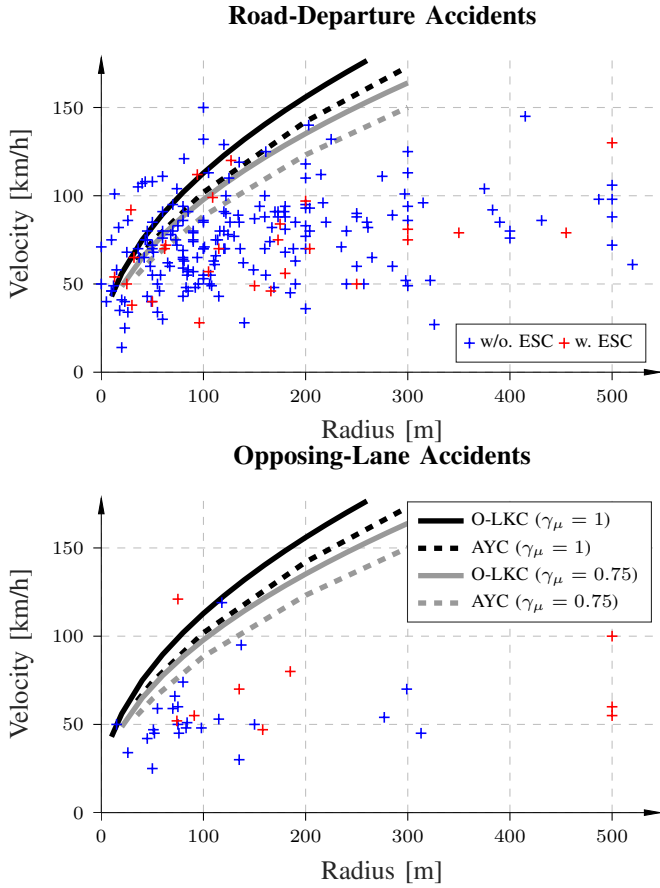 Road-Departure Accidents
Velocity [km/h]
150
100
50
0
w/o. ESC
w. ESC
0
100
200
300
400
500
Radius [m]
Opposing-Lane Accidents
Velocity [km/h]
150
100
50
0
O-LKC (γμ = 1)
AYC (γμ = 1)
O-LKC (γμ = 0.75)
AYC (γμ = 0.75)
0
100
200
300
400
500
Radius [m]